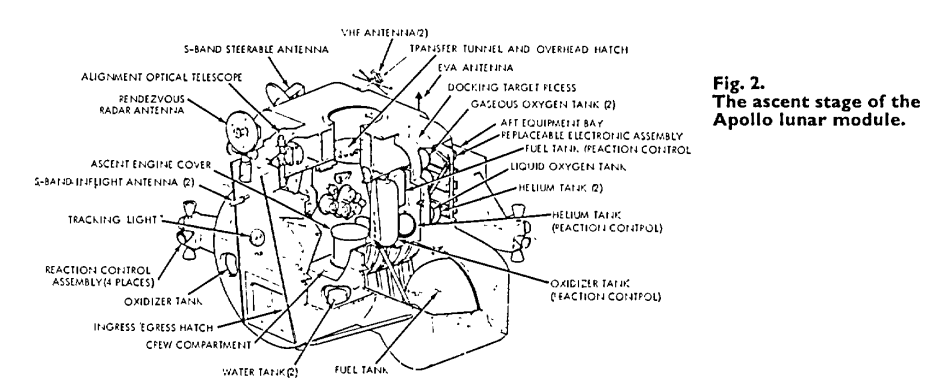 VHF ANTENNA(2)
S-BAND STEERABLE ANTENNA
TRANSFER TUNNEL AND OVERHEAD HATCH
EVA ANTENNA
ALIGNMENT OPTICAL TELESCOPE
DOCKING TARGET RECESS
RENDEZVOUS
RADAR ANTENNA
GASEOUS OXYGEN TANK (2)
AFT EQUIPMENT BAY
REPLACEABLE ELECTRONIC ASSEMBLY
FUEL TANK (REACTION CONTROL
ASCENT ENGINE COVER
LIQUID OXYGEN TANK
S-BAND INFLIGHT ANTENNA (2)
HELIUM TANK (2)
TRACKING LIGHT
HELIUM TANK
(REACTION CONTROL)
REACTION CONTROL
ASSEMBLY (4 PLACES)
OXIDIZER TANK
OXIDIZER TANK
(REACTION CONTROL)
INGRESS EGRESS HATCH
CREW COMPARTMENT
WATER TANK (2)
FUEL TANK
Fig. 2.
The ascent stage of the
Apollo lunar module.